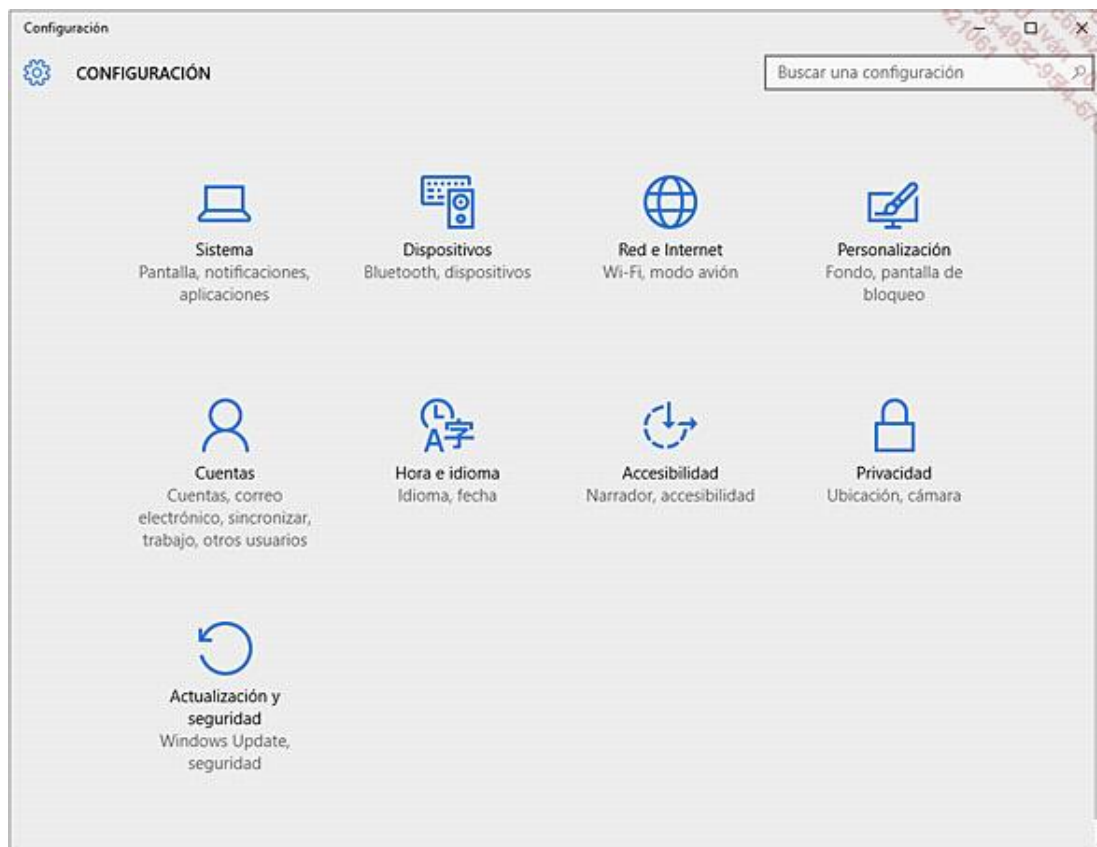 Configuración
CONFIGURACIÓN
Buscar una configuración
Sistema
Pantalla, notificaciones,
aplicaciones
Dispositivos
Bluetooth, dispositivos
Red e Internet
Wi-Fi, modo avión
Personalización
Fondo, pantalla de
bloqueo
Cuentas
Cuentas, correo
electrónico, sincronizar,
trabajo, otros usuarios
Hora e idioma
Idioma, fecha
Accesibilidad
Narrador, accesibilidad
Privacidad
Ubicación, cámara
Actualización y
seguridad
Windows Update,
seguridad